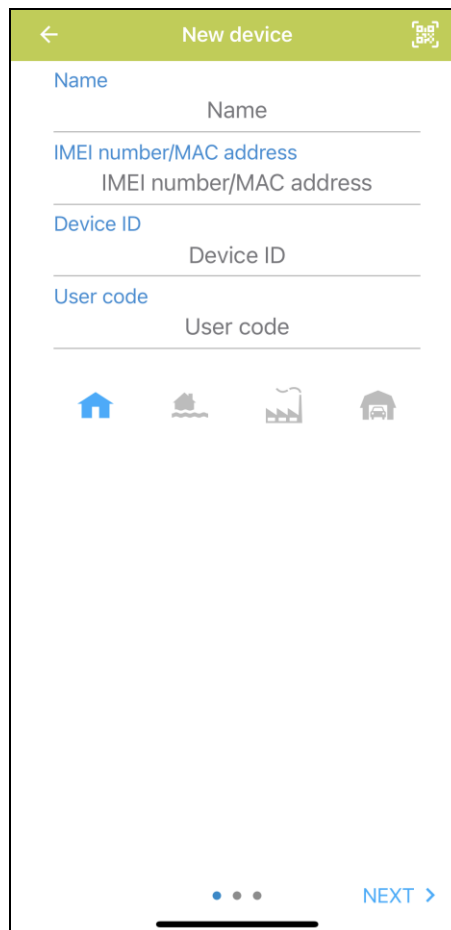 New device
Name
Name
IMEI number/MAC address
IMEI number/MAC address
Device ID
Device ID
User code
User code
NEXT